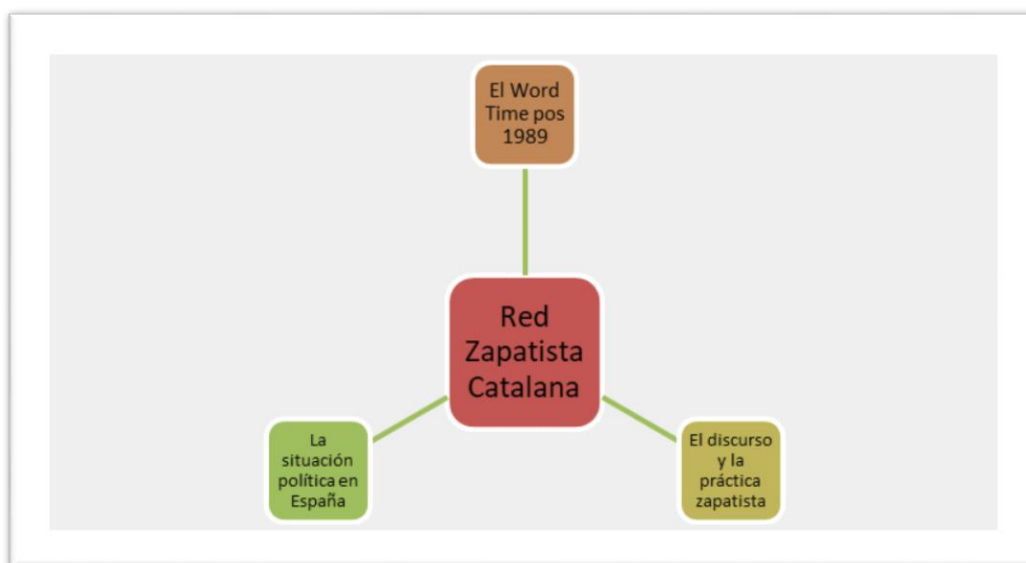 El Word
Time pos
1989
Red
Zapatista
Catalana
La
situación
política en
España
El discurso
y la
práctica
zapatista